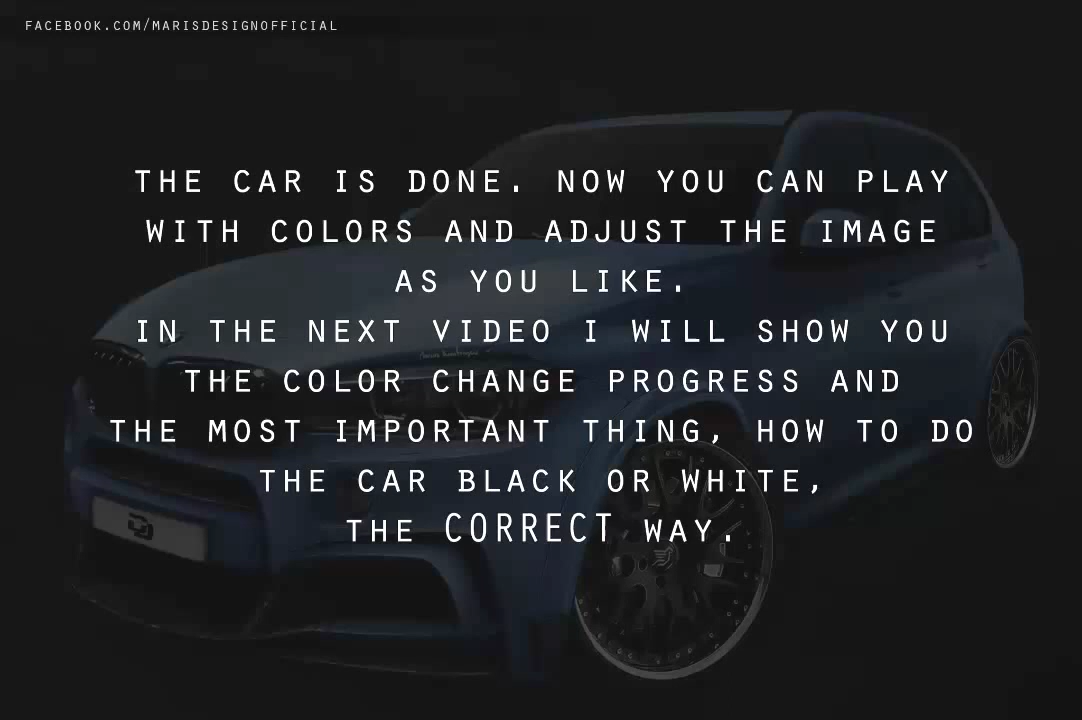 FACEBOOK.COM/MARISDESIGNOFFICIAL
THE CAR IS DONE. NOW YOU CAN PLAY
WITH COLORS AND ADJUST THE IMAGE
AS YOU LIKE.
IN THE NEXT VIDEO I WILL SHOW YOU
THE COLOR CHANGE PROGRESS AND
THE MOST IMPORTANT THING, HOW TO DO
THE CAR BLACK OR WHITE,
THE CORRECT WAY.